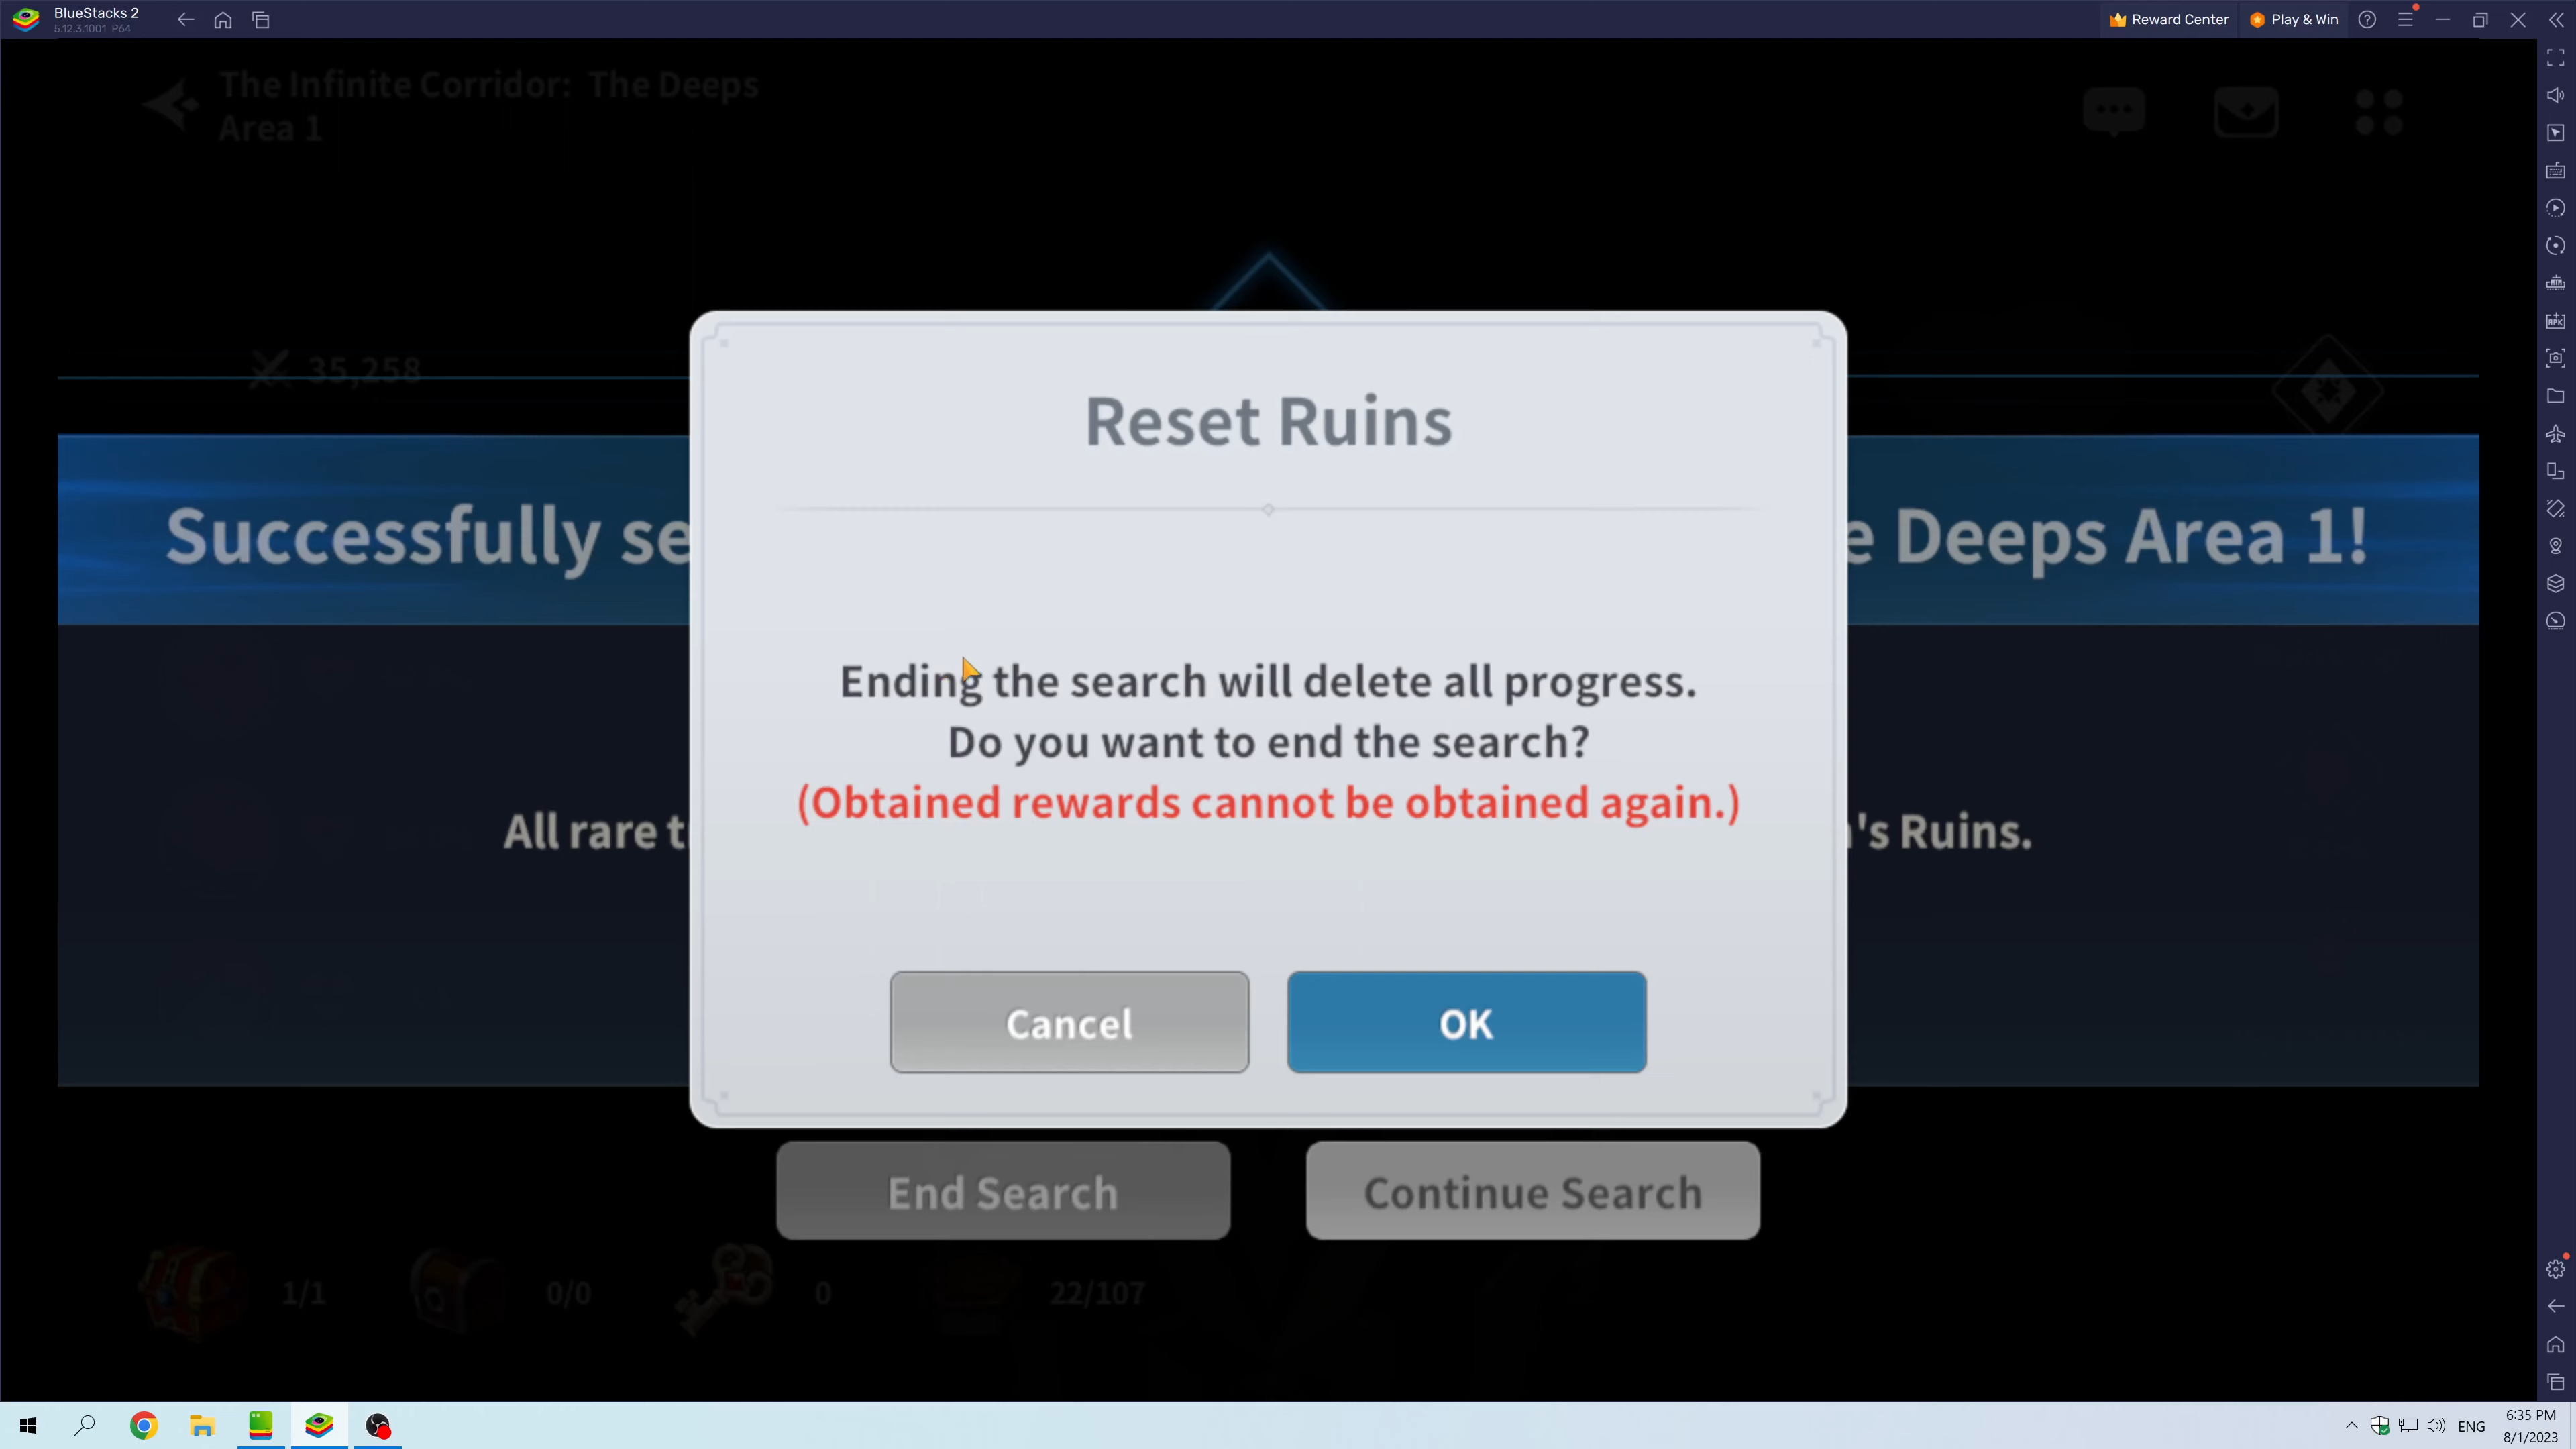 BlueStacks 2
5.12.3.1001 P64
Reward Center
Play & Win
The Infinite Corridor: The Deeps
Area 1
35,258
Successfully se
e Deeps Area 1!
Reset Ruins
Ending the search will delete all progress.
Do you want to end the search?
(Obtained rewards cannot be obtained again.)
All rare t
's Ruins.
Cancel
OK
End Search
Continue Search
1/1
0/0
0
22/107
ENG
6:35 PM
8/1/2023